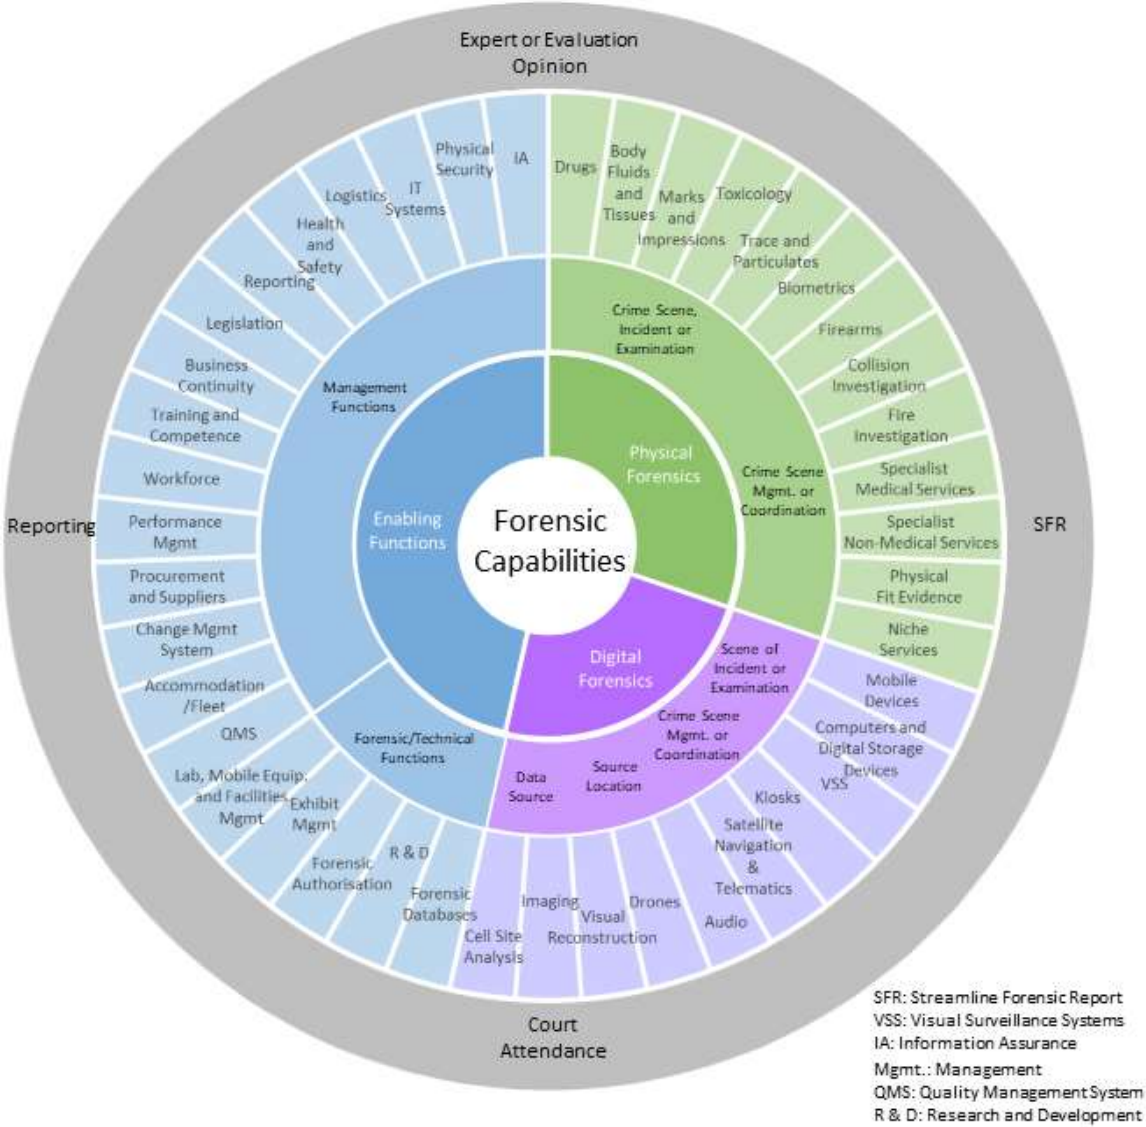 Expert or Evaluation
Opinion
Physical
Security
IA
Drugs
Body
Fluids
and
Tissues
Marks
and
Impressions
Toxicology
Trace and
Particulates
Biometrics
Firearms
Collision
Investigation
Fire
Investigation
Specialist
Medical Services
Specialist
Non-Medical Services
Physical
Fit Evidence
Niche
Services
Logistics
IT
Systems
Health
and
Safety
Reporting
Legislation
Business
Continuity
Training and
Competence
Workforce
Performance
Mgmt
Procurement
and Suppliers
Change Mgmt
System
Accommodation
/Fleet
QMS
Lab, Mobile Equip.
and Facilities
Mgmt
Exhibit
Mgmt
Forensic
Authorisation
R & D
Forensic
Databases
Crime Scene,
Incident or
Examination
Crime Scene
Mgmt. or
Coordination
Management
Functions
Forensic/Technical
Functions
Physical
Forensics
Enabling
Functions
Forensic
Capabilities
Digital
Forensics
Scene of
Incident or
Examination
Crime Scene
Mgmt. or
Coordination
Source
Location
Data
Source
Mobile
Devices
Computers and
Digital Storage
Devices
VSS
Kiosks
Satellite
Navigation
&
Telematics
Audio
Drones
Visual
Reconstruction
Imaging
Cell Site
Analysis
Reporting
SFR
Court
Attendance
SFR: Streamline Forensic Report
VSS: Visual Surveillance Systems
IA: Information Assurance
Mgmt.: Management
QMS: Quality Management System
R & D: Research and Development